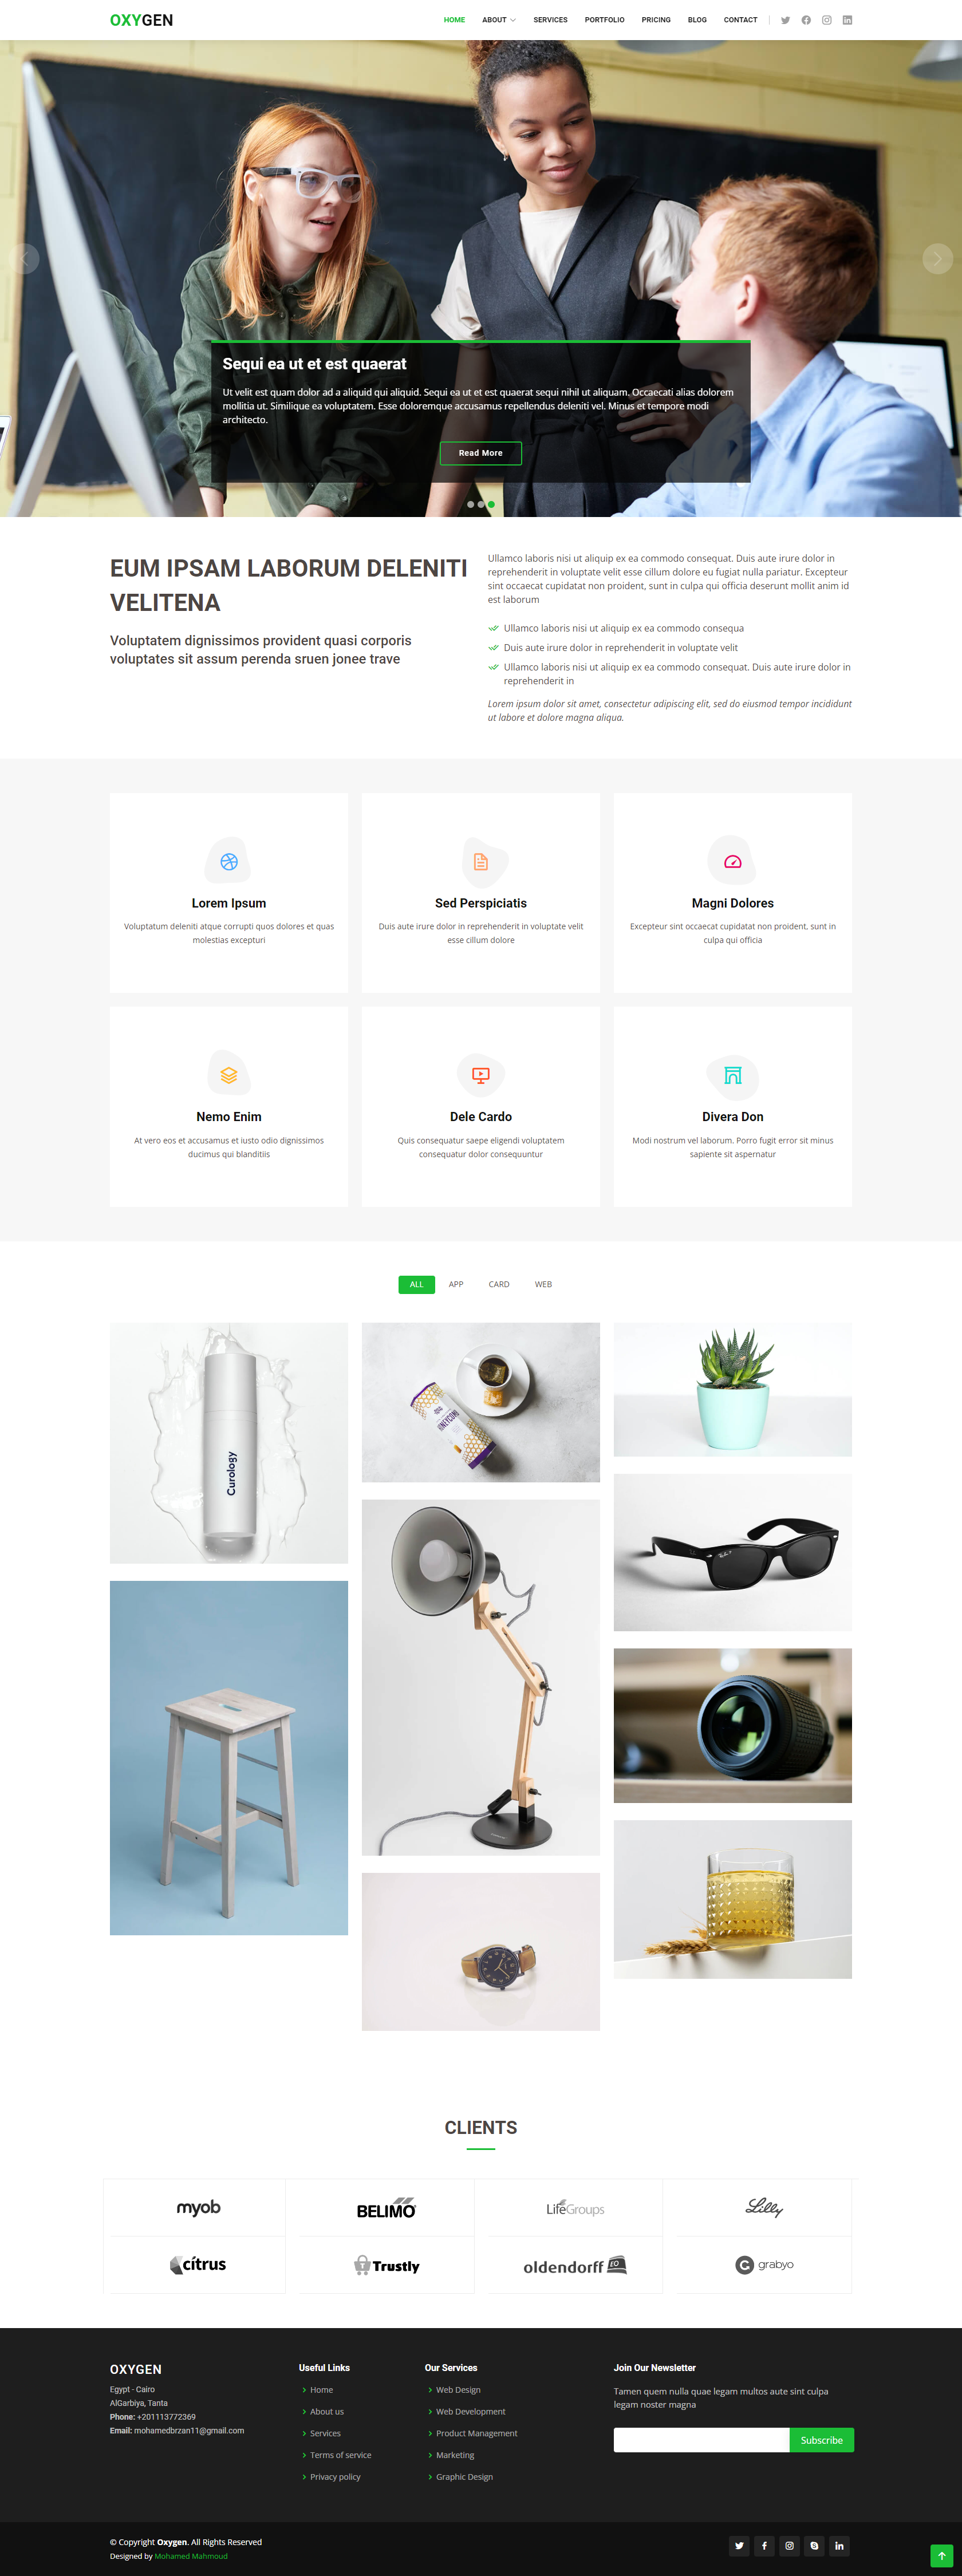 OXYGEN
HOME ABOUT SERVICES PORTFOLIO PRICING BLOG CONTACT
Sequi ea ut et est quaerat
Ut velit est quam dolor ad a aliquid qui aliquid. Sequi ea ut et est quaerat sequi nihil ut aliquam. Occaecati alias dolorem
mollitia ut. Similique ea voluptatem. Esse doloremque accusamus repellendus deleniti vel. Minus et tempore modi
architecto.
Read More
EUM IPSAM LABORUM DELENITI
VELITENA
Voluptatem dignissimos provident quasi corporis
voluptates sit assum perenda sruen jonee trave
Ullamco laboris nisi ut aliquip ex ea commodo consequat. Duis aute irure dolor in
reprehenderit in voluptate velit esse cillum dolore eu fugiat nulla pariatur. Excepteur
sint occaecat cupidatat non proident, sunt in culpa qui officia deserunt mollit anim id
est laborum
Ullamco laboris nisi ut aliquip ex ea commodo consequa
Duis aute irure dolor in reprehenderit in voluptate velit
Ullamco laboris nisi ut aliquip ex ea commodo consequat. Duis aute irure dolor in
reprehenderit in
Lorem ipsum dolor sit amet, consectetur adipiscing elit, sed do eiusmod tempor incididunt
ut labore et dolore magna aliqua.
Lorem Ipsum
Voluptatum deleniti atque corrupti quos dolores et quas
molestias excepturi
Sed Perspiciatis
Duis aute irure dolor in reprehenderit in voluptate velit
esse cillum dolore
Magni Dolores
Excepteur sint occaecat cupidatat non proident, sunt in
culpa qui officia
Nemo Enim
At vero eos et accusamus et iusto odio dignissimos
ducimus qui blanditiis
Dele Cardo
Quis consequatur saepe eligendi voluptatem
consequatur dolor consequuntur
Divera Don
Modi nostrum vel laborum. Porro fugit error sit minus
sapiente sit aspernatur
ALL APP CARD WEB
Curology
CLIENTS
myob
BELIMO
LifeGroups
Lilly
citrus
Trustly
oldendorff
grabyo
OXYGEN
Egypt - Cairo
AlGarbiya, Tanta
Phone: +201113772369
Email: mohamedbrzan11@gmail.com
Useful Links
Home
About us
Services
Terms of service
Privacy policy
Our Services
Web Design
Web Development
Product Management
Marketing
Graphic Design
Join Our Newsletter
Tamen quem nulla quae legam multos aute sint culpa
legam noster magna
Subscribe
© Copyright Oxygen. All Rights Reserved
Designed by Mohamed Mahmoud